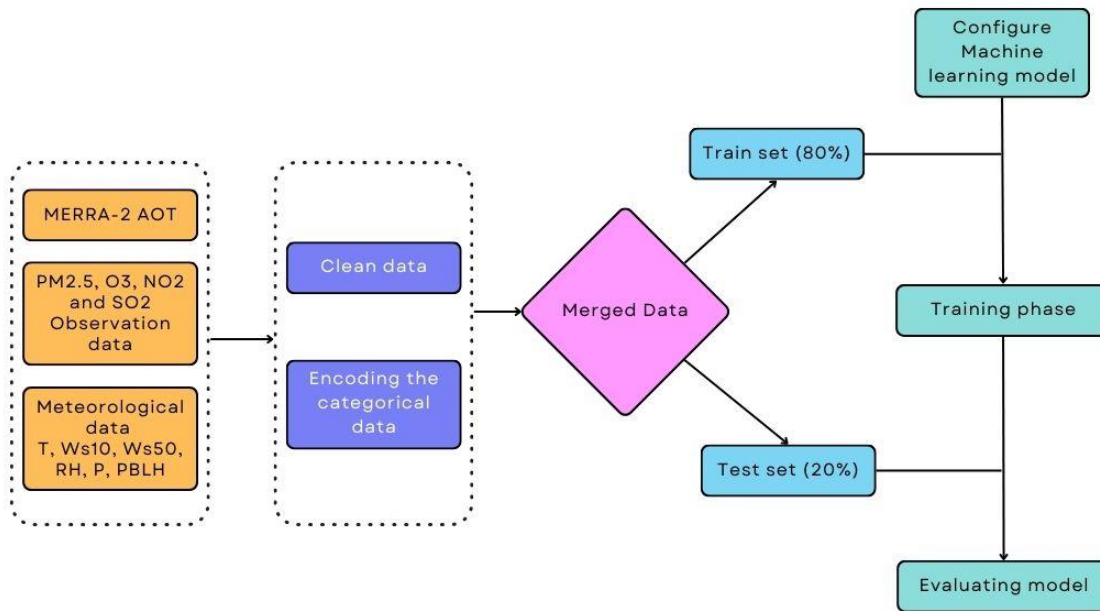 MERRA-2 AOT
PM2.5, O3, NO2
and SO2
Observation
data
Meteorological
data
T, Ws10, Ws50,
RH, P, PBLH
Clean data
Encoding the
categorical
data
Merged Data
Train set (80%)
Test set (20%)
Configure
Machine
learning model
Training phase
Evaluating model